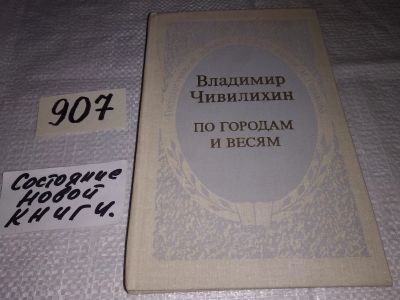 907
Состояние
новой
книги.
Владимир
Чивилихин
ПО ГОРОДАМ
И ВЕСЯМ